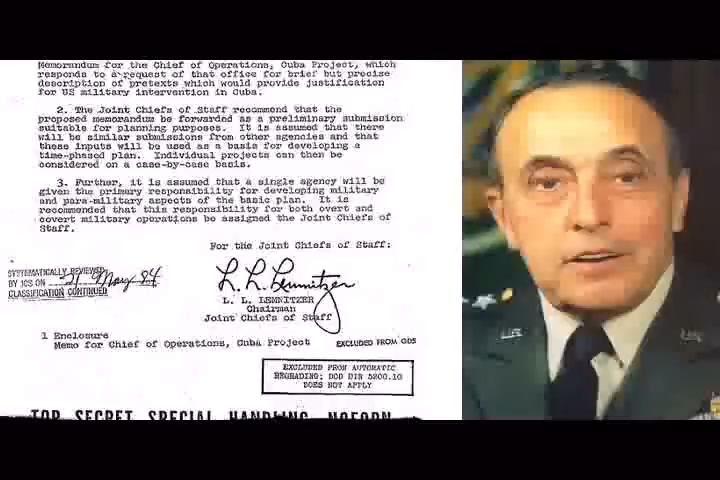 Memorandum for the Chief of Operations, Cuba Project, which
responds to a request of that office for brief but precise
description of pretexts which would provide justification
for US military intervention in Cuba.
2. The Joint Chiefs of Staff recommend that the
proposed memorandum be forwarded as a preliminary submission
suitable for planning purposes. It is assumed that there
will be similar submissions from other agencies and that
these inputs will be used as a basis for developing a
time-phased plan. Individual projects can then be
considered on a case-by-case basis.
3. Further, it is assumed that a single agency will be
given the primary responsibility for developing military
and para-military aspects of the basic plan. It is
recommended that this responsibility for both overt and
covert military operations be assigned the Joint Chiefs of
Staff.
For the Joint Chiefs of Staff:
SYSTEMATICALLY REVIEWED
BY JCS ON 21 May 84
CLASSIFICATION CONTINUED
L. L. Lemnitzer
L. L. LEMNITZER
Chairman
Joint Chiefs of Staff
1 Enclosure
Memo for Chief of Operations, Cuba Project
EXCLUDED FROM GDS
EXCLUDED FROM AUTOMATIC
REGRADING; DOD DIR 5200.10
DOES NOT APPLY
TOP SECRET SPECIAL HANDLING NOFORN